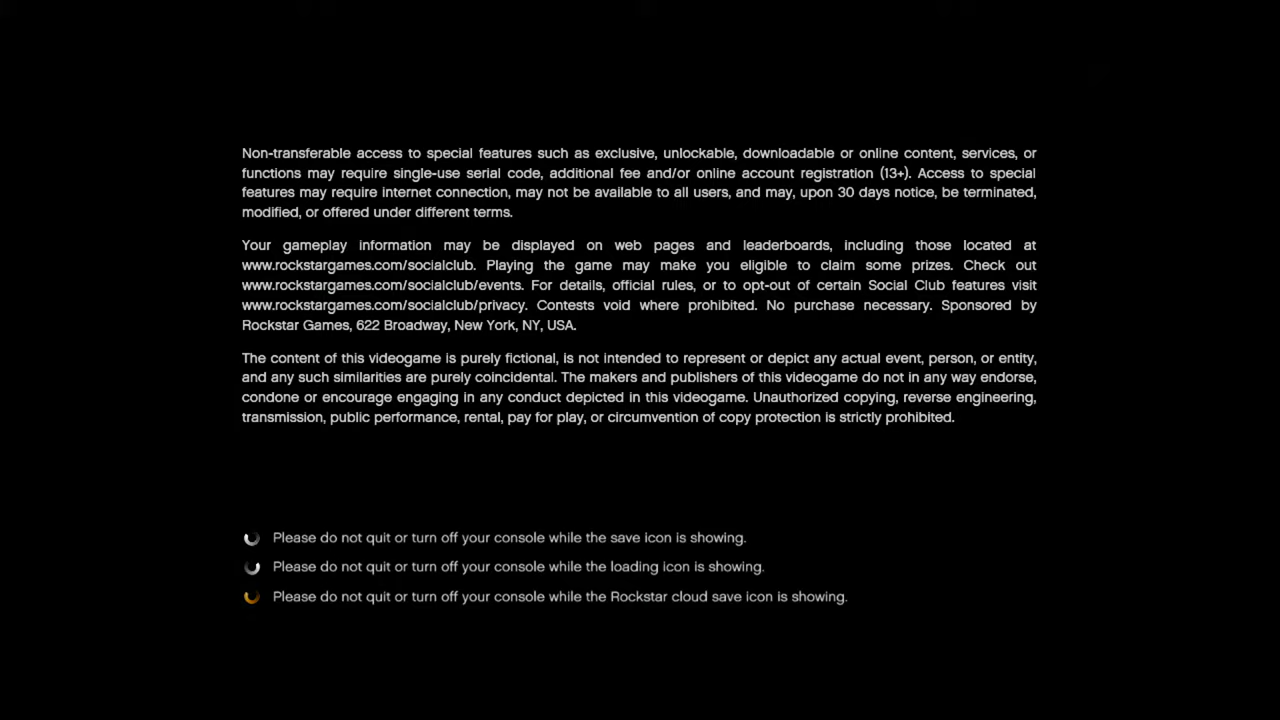 Non-transferable access to special features such as exclusive, unlockable, downloadable or online content, services, or
functions may require single-use serial code, additional fee and/or online account registration (13+). Access to special
features may require internet connection, may not be available to all users, and may, upon 30 days notice, be terminated,
modified, or offered under different terms.
Your gameplay information may be displayed on web pages and leaderboards, including those located at
www.rockstargames.com/socialclub. Playing the game may make you eligible to claim some prizes. Check out
www.rockstargames.com/socialclub/events. For details, official rules, or to opt-out of certain Social Club features visit
www.rockstargames.com/socialclub/privacy. Contests void where prohibited. No purchase necessary. Sponsored by
Rockstar Games, 622 Broadway, New York, NY, USA.
The content of this videogame is purely fictional, is not intended to represent or depict any actual event, person, or entity,
and any such similarities are purely coincidental. The makers and publishers of this videogame do not in any way endorse,
condone or encourage engaging in any conduct depicted in this videogame. Unauthorized copying, reverse engineering,
transmission, public performance, rental, pay for play, or circumvention of copy protection is strictly prohibited.
Please do not quit or turn off your console while the save icon is showing.
Please do not quit or turn off your console while the loading icon is showing.
Please do not quit or turn off your console while the Rockstar cloud save icon is showing.